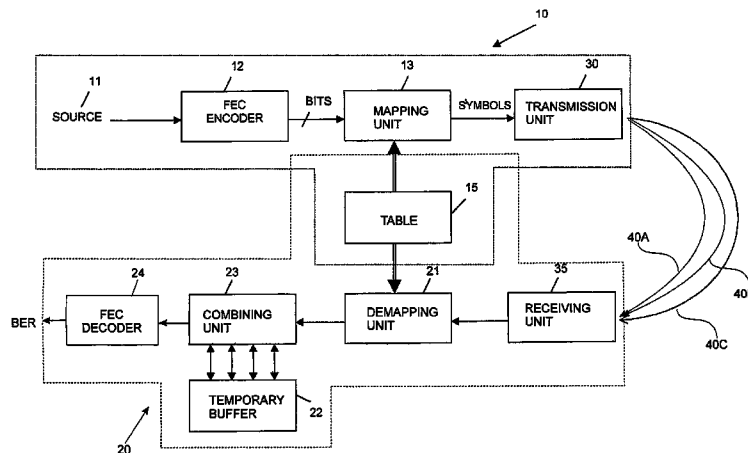 10
11
12
13
30
SOURCE
FEC
ENCODER
BITS
MAPPING
UNIT
SYMBOLS
TRANSMISSION
UNIT
15
TABLE
40A
40
40C
24
23
21
35
BER
FEC
DECODER
COMBINING
UNIT
DEMAPPING
UNIT
RECEIVING
UNIT
TEMPORARY
BUFFER
22
20